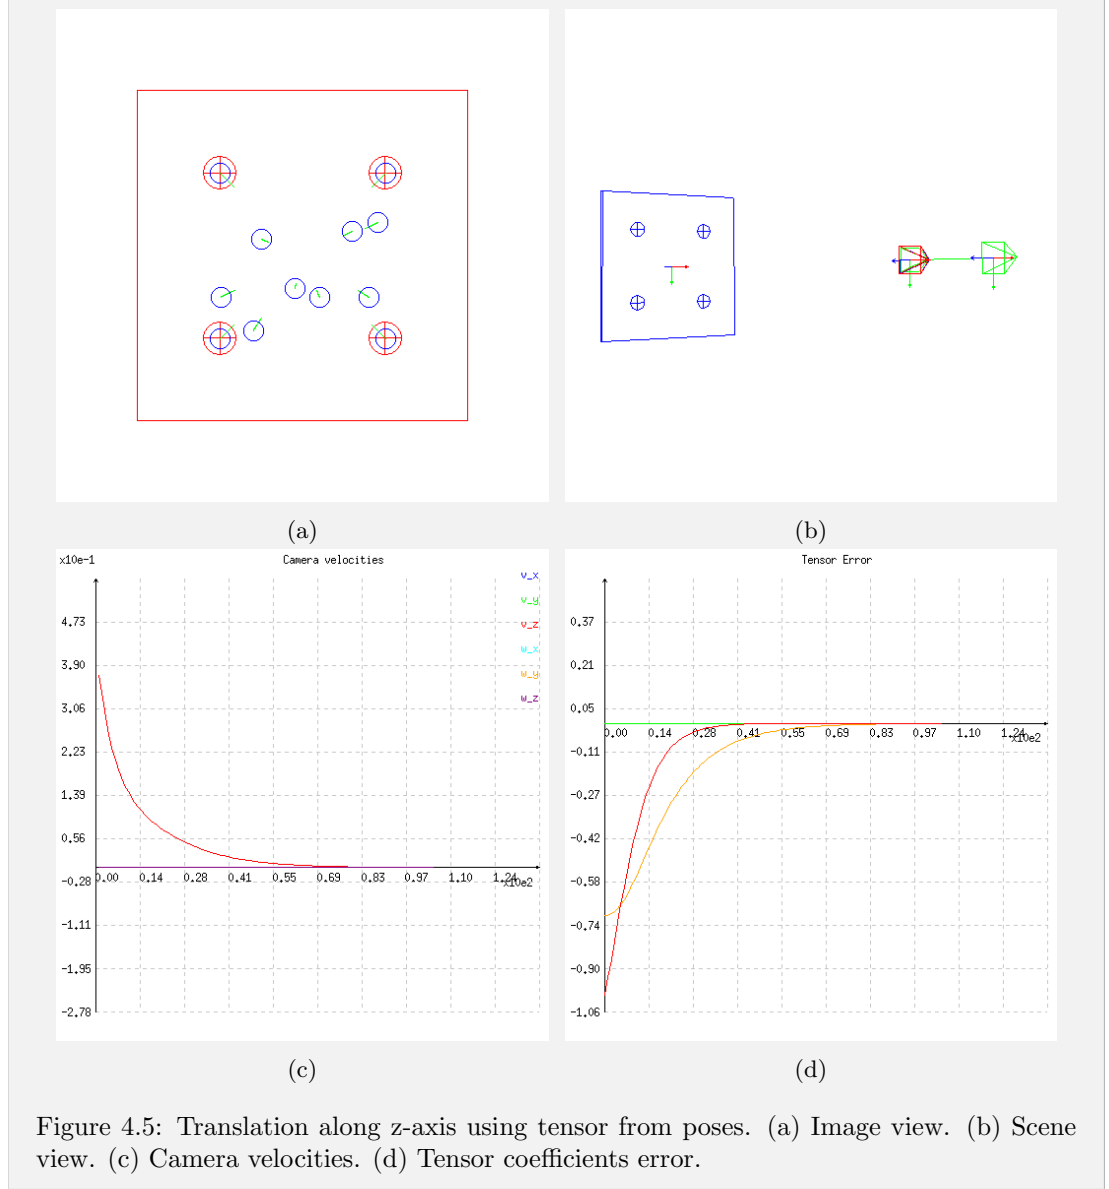 (a)
(b)
x10e-1
Camera velocities
v_x
v_y
v_z
w_x
w_y
w_z
4.73
3.90
3.06
2.23
1.39
0.56
-0.28
-1.11
-1.95
-2.78
0.00 0.14 0.28 0.41 0.55 0.69 0.83 0.97 1.10 1.24
x10e2
Tensor Error
0.37
0.21
0.05
-0.11
-0.27
-0.42
-0.58
-0.74
-0.90
-1.06
0.00 0.14 0.28 0.41 0.55 0.69 0.83 0.97 1.10 1.24
x10e2
(c)
(d)
Figure 4.5: Translation along z-axis using tensor from poses. (a) Image view. (b) Scene
view. (c) Camera velocities. (d) Tensor coefficients error.